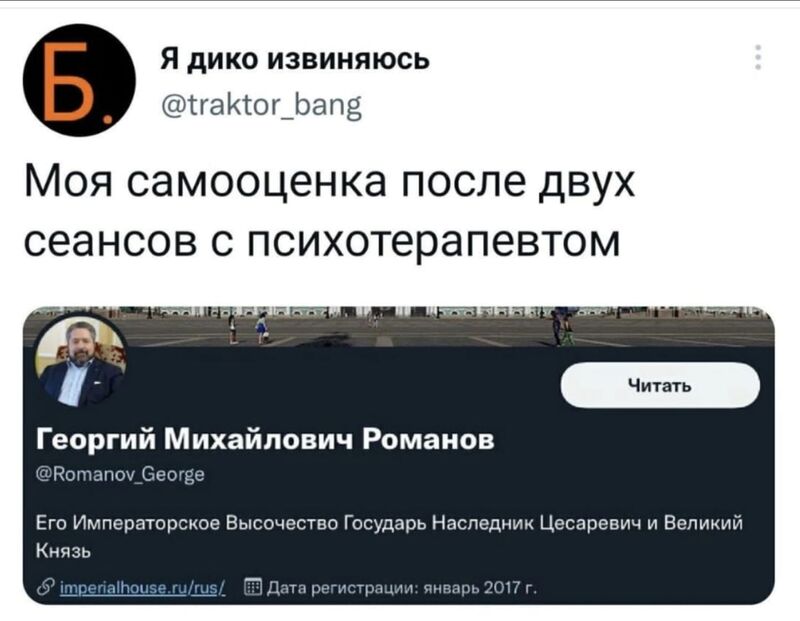 Б.
Я дико извиняюсь
@traktor_bang
Моя самооценка после двух
сеансов с психотерапевтом
Читать
Георгий Михайлович Романов
@Romanov_George
Его Императорское Высочество Государь Наследник Цесаревич и Великий
Князь
imperialhouse.ru/rus/ Дата регистрации: январь 2017 г.